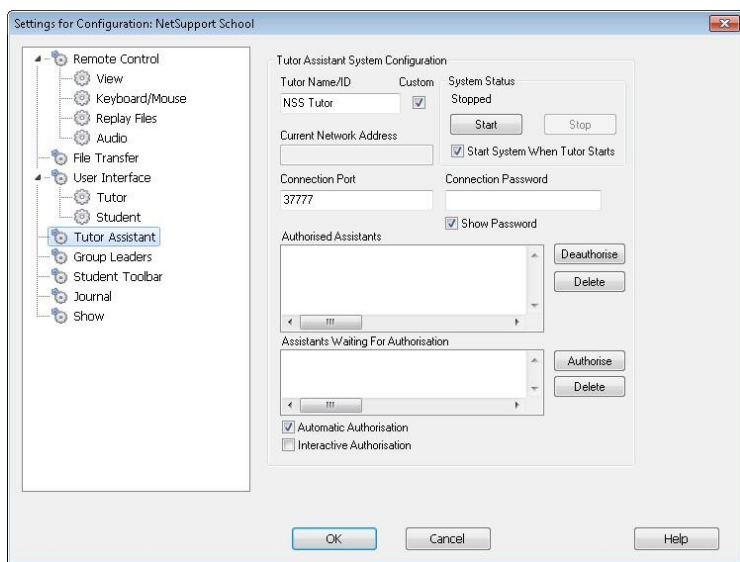 Settings for Configuration: NetSupport School
Remote Control
View
Keyboard/Mouse
Replay Files
Audio
File Transfer
User Interface
Tutor
Student
Tutor Assistant
Group Leaders
Student Toolbar
Journal
Show
Tutor Assistant System Configuration
Tutor Name/ID
Custom
NSS Tutor
System Status
Stopped
Start
Stop
Start System When Tutor Starts
Current Network Address
Connection Port
37777
Connection Password
Show Password
Authorised Assistants
Deauthorise
Delete
Assistants Waiting For Authorisation
Authorise
Delete
Automatic Authorisation
Interactive Authorisation
OK
Cancel
Help